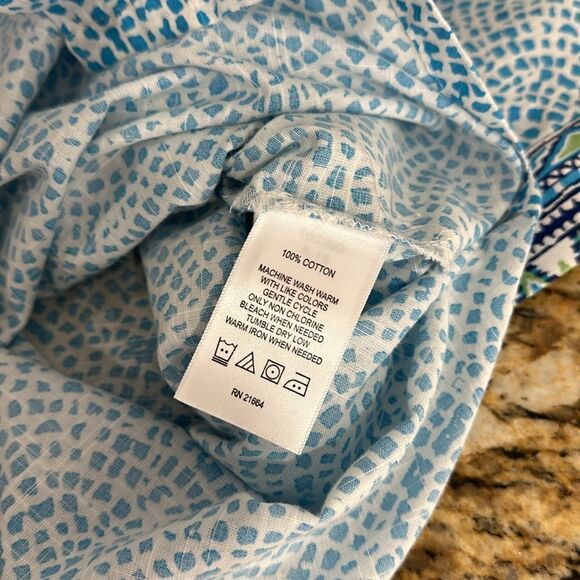 100% COTTON
MACHINE WASH WARM
WITH LIKE COLORS
GENTLE CYCLE
ONLY NON CHLORINE
BLEACH WHEN NEEDED
TUMBLE DRY LOW
WARM IRON WHEN NEEDED
RN 21664